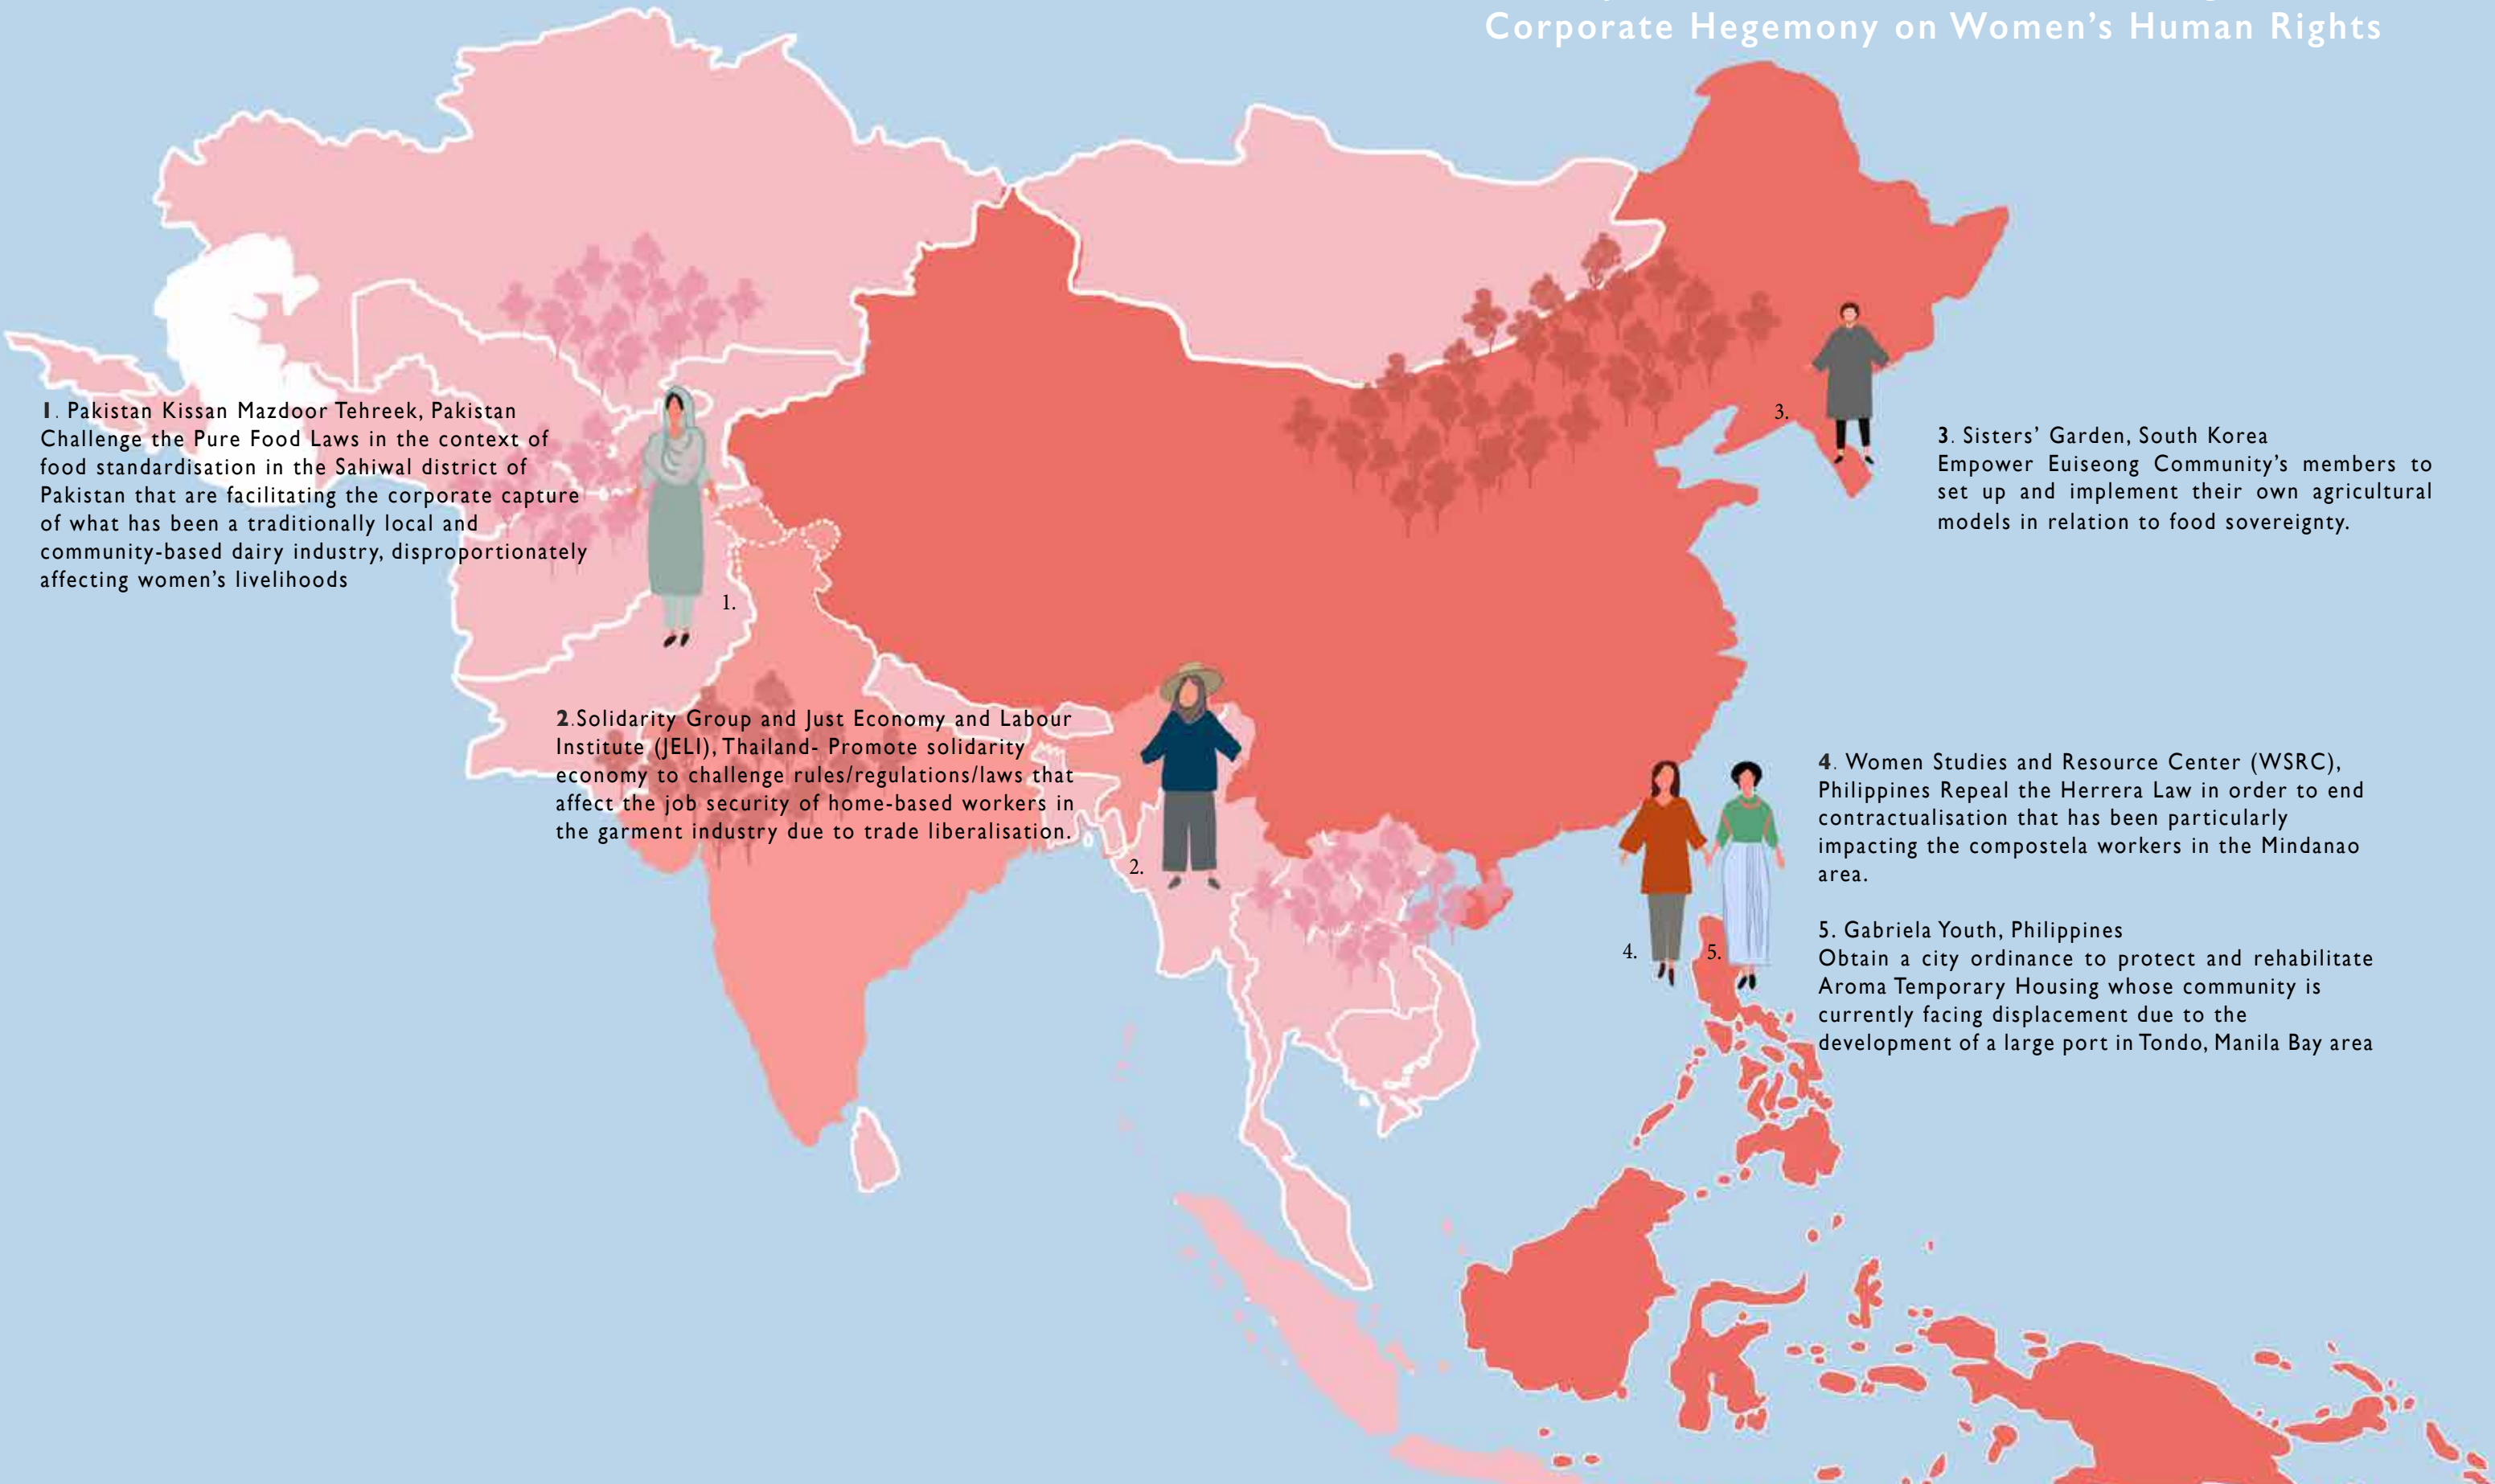 Corporate Hegemony on Women's Human Rights
1. Pakistan Kissan Mazdoor Tehreek, Pakistan
Challenge the Pure Food Laws in the context of
food standardisation in the Sahiwal district of
Pakistan that are facilitating the corporate capture
of what has been a traditionally local and
community-based dairy industry, disproportionately
affecting women's livelihoods
1.
2.Solidarity Group and Just Economy and Labour
Institute (JELI), Thailand- Promote solidarity
economy to challenge rules/regulations/laws that
affect the job security of home-based workers in
the garment industry due to trade liberalisation.
2.
3.
3. Sisters' Garden, South Korea
Empower Euiseong Community's members to
set up and implement their own agricultural
models in relation to food sovereignty.
4. Women Studies and Resource Center (WSRC),
Philippines Repeal the Herrera Law in order to end
contractualisation that has been particularly
impacting the compostela workers in the Mindanao
area.
4.
5.
5. Gabriela Youth, Philippines
Obtain a city ordinance to protect and rehabilitate
Aroma Temporary Housing whose community is
currently facing displacement due to the
development of a large port in Tondo, Manila Bay area